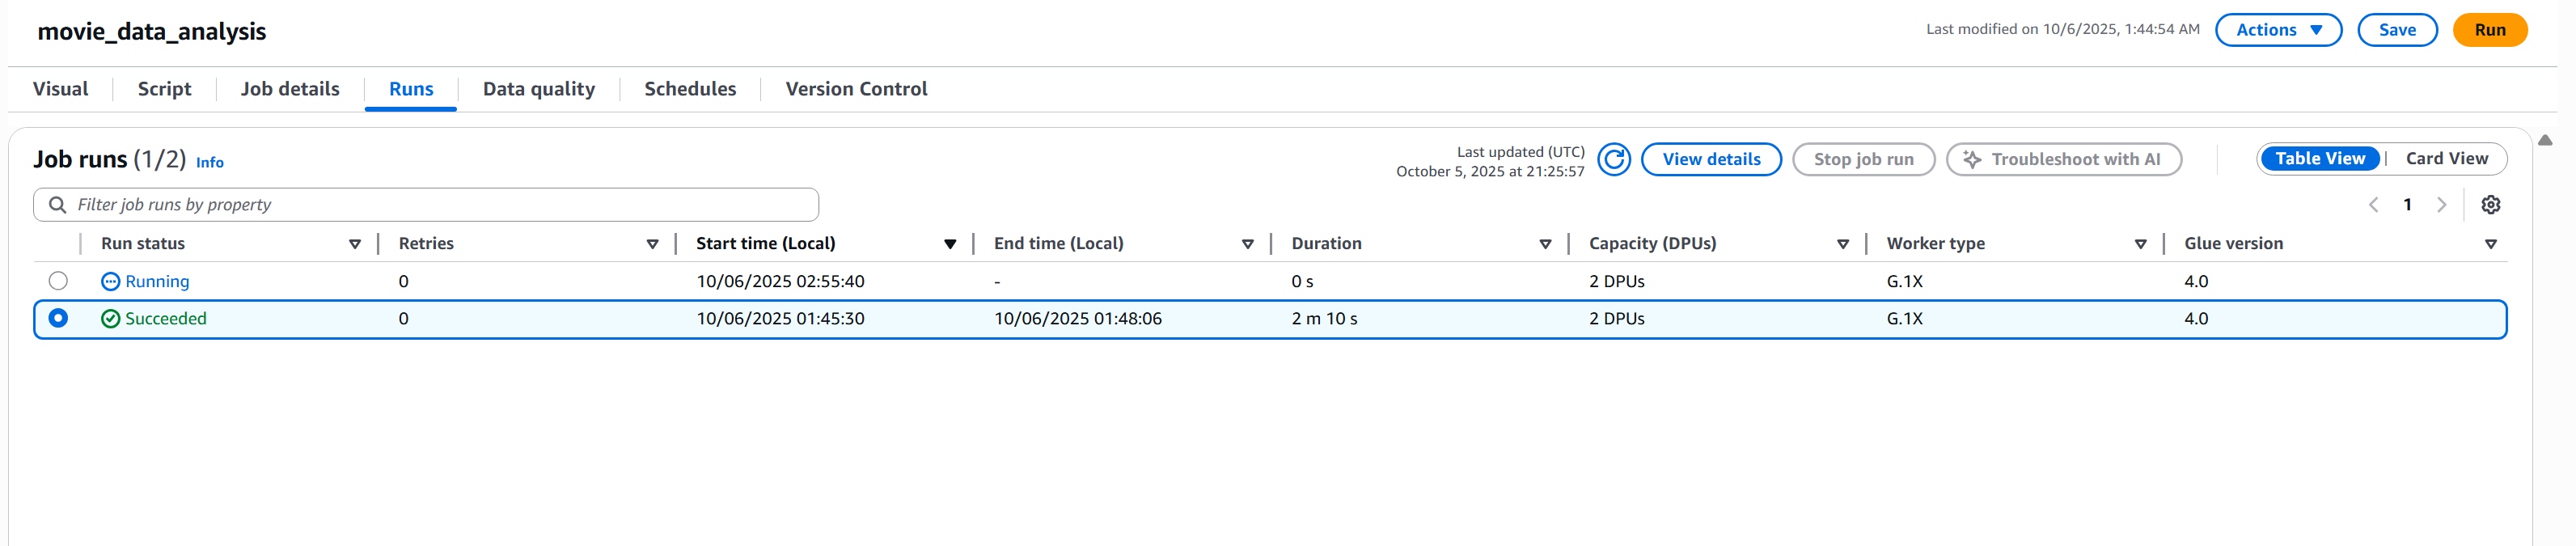 movie_data_analysis
Last modified on 10/6/2025, 1:44:54 AM
Actions
Save
Run
Visual
Script
Job details
Runs
Data quality
Schedules
Version Control
Job runs (1/2) Info
Last updated (UTC)
October 5, 2025 at 21:25:57
View details
Stop job run
Troubleshoot with AI
Table View
Card View
Filter job runs by property
1
Run status Retries Start time (Local) End time (Local) Duration Capacity (DPUs) Worker type Glue version
Running 0 10/06/2025 02:55:40 - 0 s 2 DPUs G.1X 4.0
Succeeded 0 10/06/2025 01:45:30 10/06/2025 01:48:06 2 m 10 s 2 DPUs G.1X 4.0